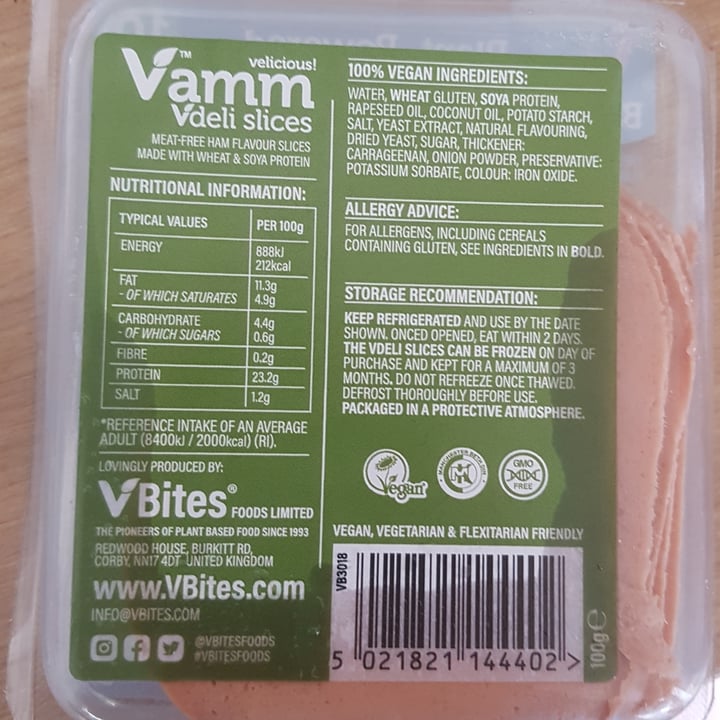 velicious!
Vamm™
Vdeli slices
MEAT-FREE HAM FLAVOUR SLICES
MADE WITH WHEAT & SOYA PROTEIN
NUTRITIONAL INFORMATION:
TYPICAL VALUES PER 100g
ENERGY 888kJ
212kcal
FAT 11.3g
- OF WHICH SATURATES 4.9g
CARBOHYDRATE 4.4g
- OF WHICH SUGARS 0.6g
FIBRE 0.2g
PROTEIN 23.2g
SALT 1.2g
*REFERENCE INTAKE OF AN AVERAGE
ADULT (8400kJ / 2000kcal) (RI).
LOVINGLY PRODUCED BY:
VBites® FOODS LIMITED
THE PIONEERS OF PLANT BASED FOOD SINCE 1993
REDWOOD HOUSE, BURKITT RD,
CORBY, NN17 4DT UNITED KINGDOM
www.VBites.com
INFO@VBITES.COM
@VBITESFOODS
#VBITESFOODS
100% VEGAN INGREDIENTS:
WATER, WHEAT GLUTEN, SOYA PROTEIN,
RAPESEED OIL, COCONUT OIL, POTATO STARCH,
SALT, YEAST EXTRACT, NATURAL FLAVOURING,
DRIED YEAST, SUGAR, THICKENER:
CARRAGEENAN, ONION POWDER, PRESERVATIVE:
POTASSIUM SORBATE, COLOUR: IRON OXIDE.
ALLERGY ADVICE:
FOR ALLERGENS, INCLUDING CEREALS
CONTAINING GLUTEN, SEE INGREDIENTS IN BOLD.
STORAGE RECOMMENDATION:
KEEP REFRIGERATED AND USE BY THE DATE
SHOWN. ONCED OPENED, EAT WITHIN 2 DAYS.
THE VDELI SLICES CAN BE FROZEN ON DAY OF
PURCHASE AND KEPT FOR A MAXIMUM OF 3
MONTHS. DO NOT REFREEZE ONCE THAWED.
DEFROST THOROUGHLY BEFORE USE.
PACKAGED IN A PROTECTIVE ATMOSPHERE.
Vegan
MANCHESTER BETH DIN
GMO
FREE
VEGAN, VEGETARIAN & FLEXITARIAN FRIENDLY
VB3018
5 021821 144402 >
100g e